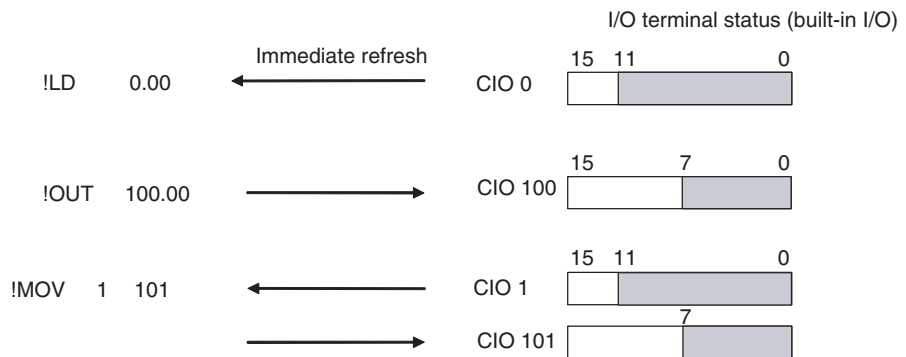 I/O terminal status (built-in I/O)
Immediate refresh
15 11 0
!LD 0.00 CIO 0
15 7 0
!OUT 100.00 CIO 100
15 11 0
!MOV 1 101 CIO 1
7
CIO 101